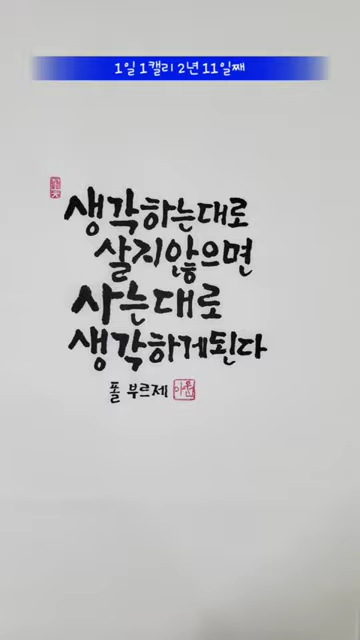 1일 1캘리 2년 11일째
생각하는대로
살지않으면
사는대로
생각하게된다
폴 부르제